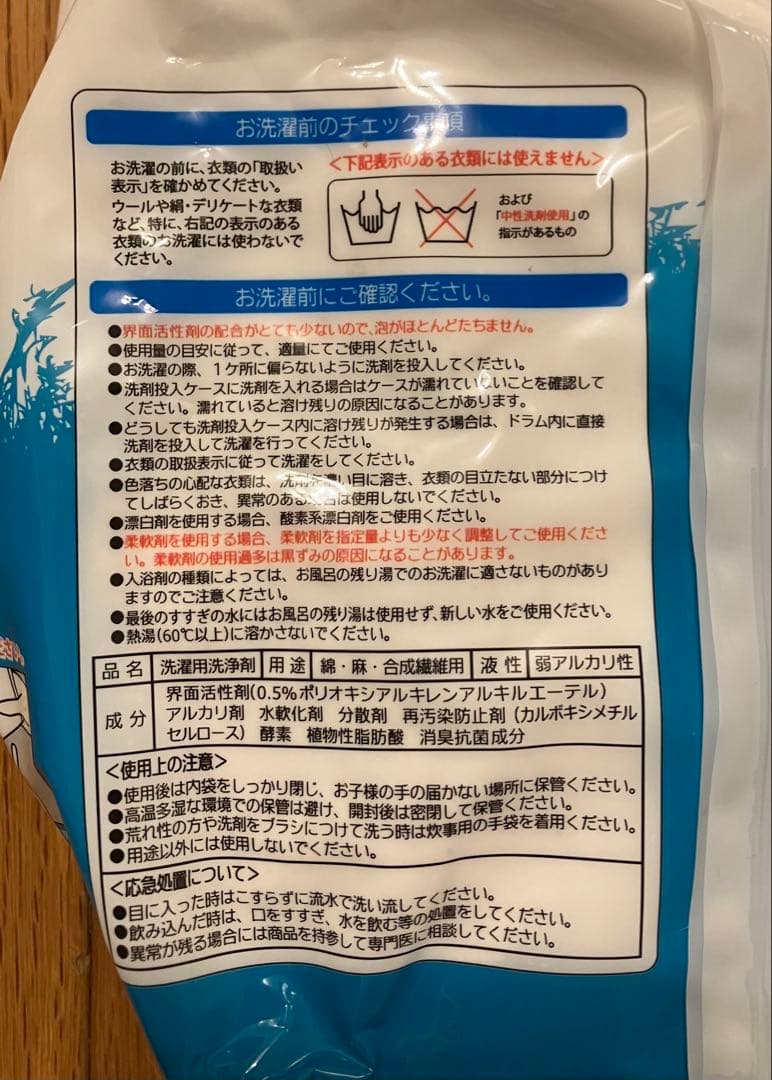 お洗濯前のチェック事項
お洗濯の前に、衣類の「取扱い
表示」を確かめてください。
ウールや絹・デリケートな衣類
など、特に、右記の表示のある
衣類のお洗濯には使わないで
ください。
<下記表示のある衣類には使えません>
および
「中性洗剤使用」の
指示があるもの
お洗濯前にご確認ください。
●界面活性剤の配合がとても少ないので、泡がほとんどたちません。
●使用量の目安に従って、適量にてご使用ください。
●お洗濯の際、1ケ所に偏らないように洗剤を投入してください。
●洗剤投入ケースに洗剤を入れる場合はケースが濡れていないことを確認して
ください。濡れていると溶け残りの原因になることがあります。
●どうしても洗剤投入ケース内に溶け残りが発生する場合は、ドラム内に直接
洗剤を投入して洗濯を行ってください。
●衣類の取扱表示に従って洗濯をしてください。
●色落ちの心配な衣類は、洗剤を濃い目に溶き、衣類の目立たない部分につけ
てしばらくおき、異常のある場合は使用しないでください。
●漂白剤を使用する場合、酸素系漂白剤をご使用ください。
●柔軟剤を使用する場合、柔軟剤を指定量よりも少なく調整してご使用くださ
い。柔軟剤の使用過多は黒ずみの原因になることがあります。
●入浴剤の種類によっては、お風呂の残り湯でのお洗濯に適さないものがあり
ますのでご注意ください。
●最後のすすぎの水にはお風呂の残り湯は使用せず、新しい水をご使用ください。
●熱湯(60℃以上)に溶かさないでください。
品名 洗濯用洗浄剤 用途 綿・麻・合成繊維用 液性 弱アルカリ性
成分 界面活性剤(0.5%ポリオキシアルキレンアルキルエーテル)
アルカリ剤 水軟化剤 分散剤 再汚染防止剤(カルボキシメチル
セルロース) 酵素 植物性脂肪酸 消臭抗菌成分
<使用上の注意>
●使用後は内袋をしっかり閉じ、お子様の手の届かない場所に保管ください。
●高温多湿な環境での保管は避け、開封後は密閉して保管ください。
●荒れ性の方や洗剤をブラシにつけて洗う時は炊事用の手袋を着用ください。
●用途以外には使用しないでください。
<応急処置について>
●目に入った時はこすらずに流水で洗い流してください。
●飲み込んだ時は、口をすすぎ、水を飲む等の処置をしてください。
●異常が残る場合には商品を持参して専門医に相談してください。